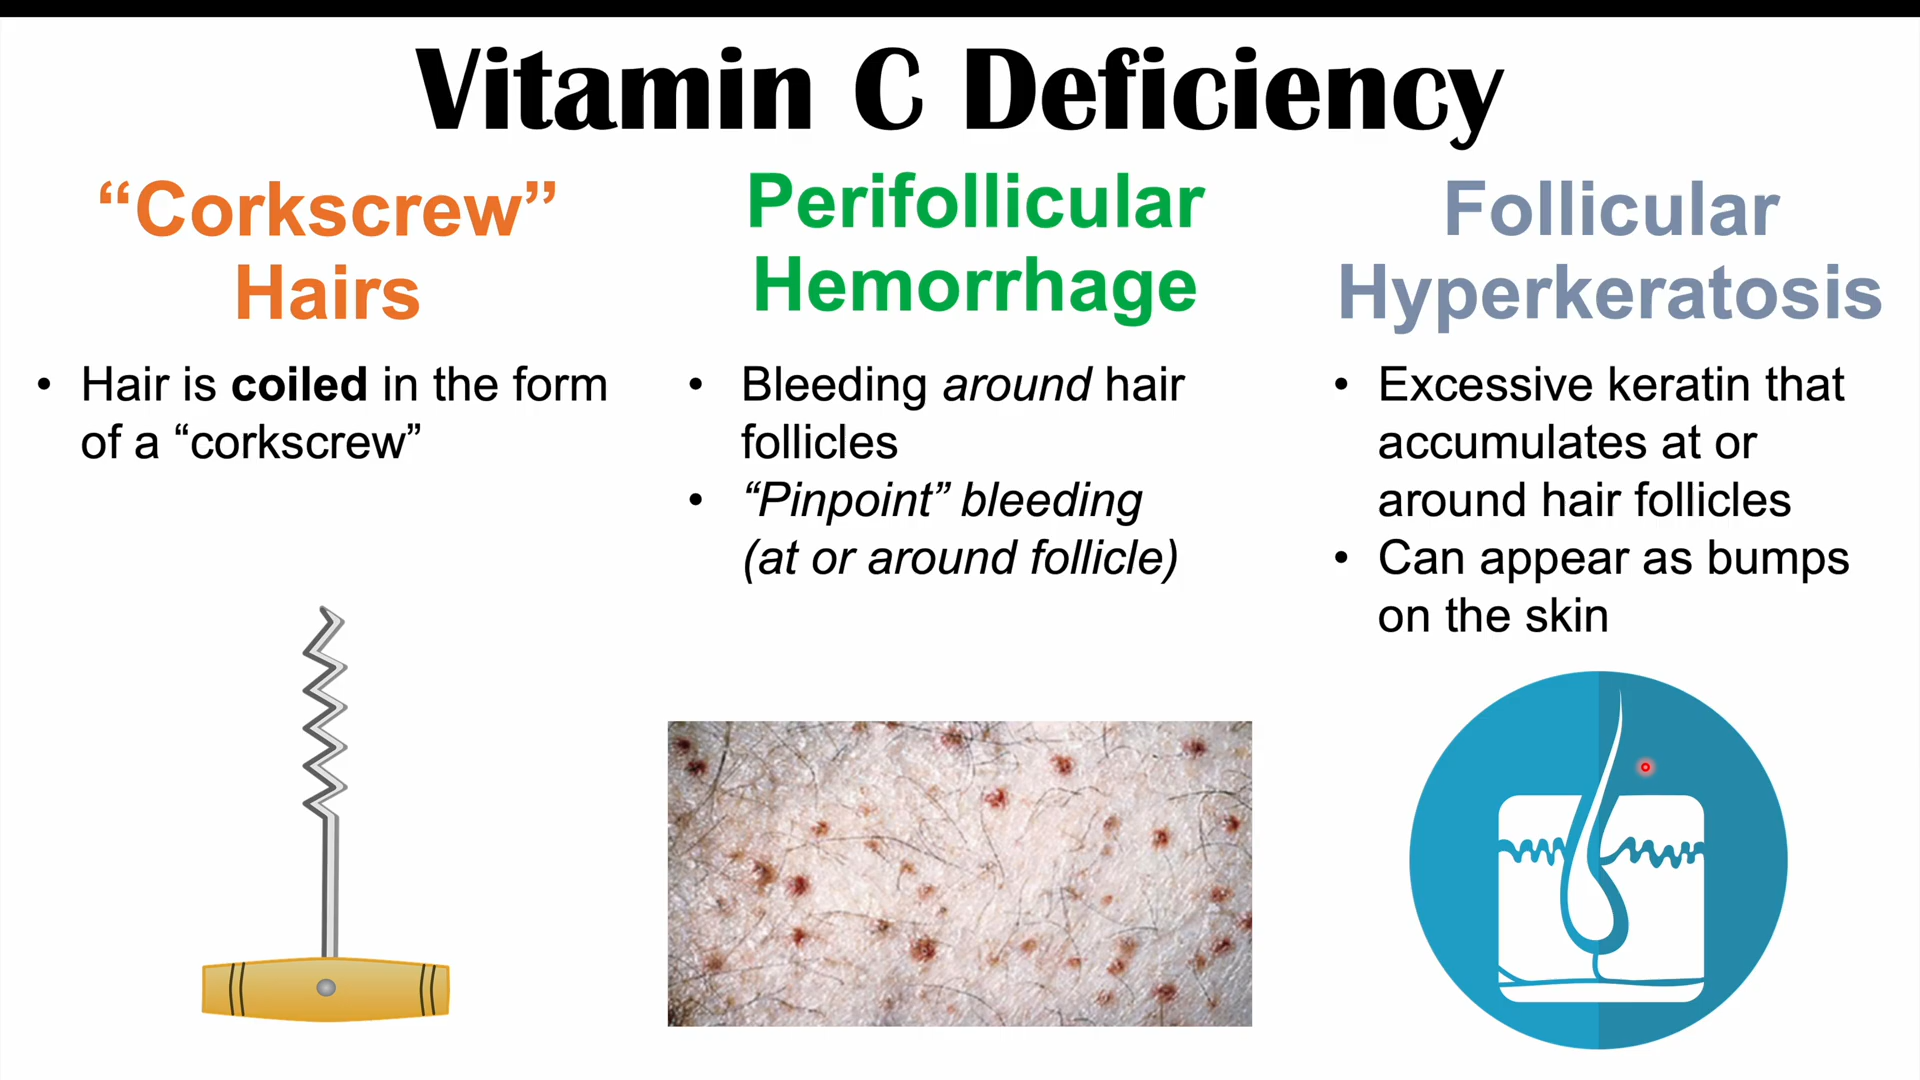 Vitamin C Deficiency
“Corkscrew”
Hairs
• Hair is coiled in the form
of a “corkscrew”
Perifollicular
Hemorrhage
• Bleeding around hair
follicles
• “Pinpoint” bleeding
(at or around follicle)
Follicular
Hyperkeratosis
• Excessive keratin that
accumulates at or
around hair follicles
• Can appear as bumps
on the skin